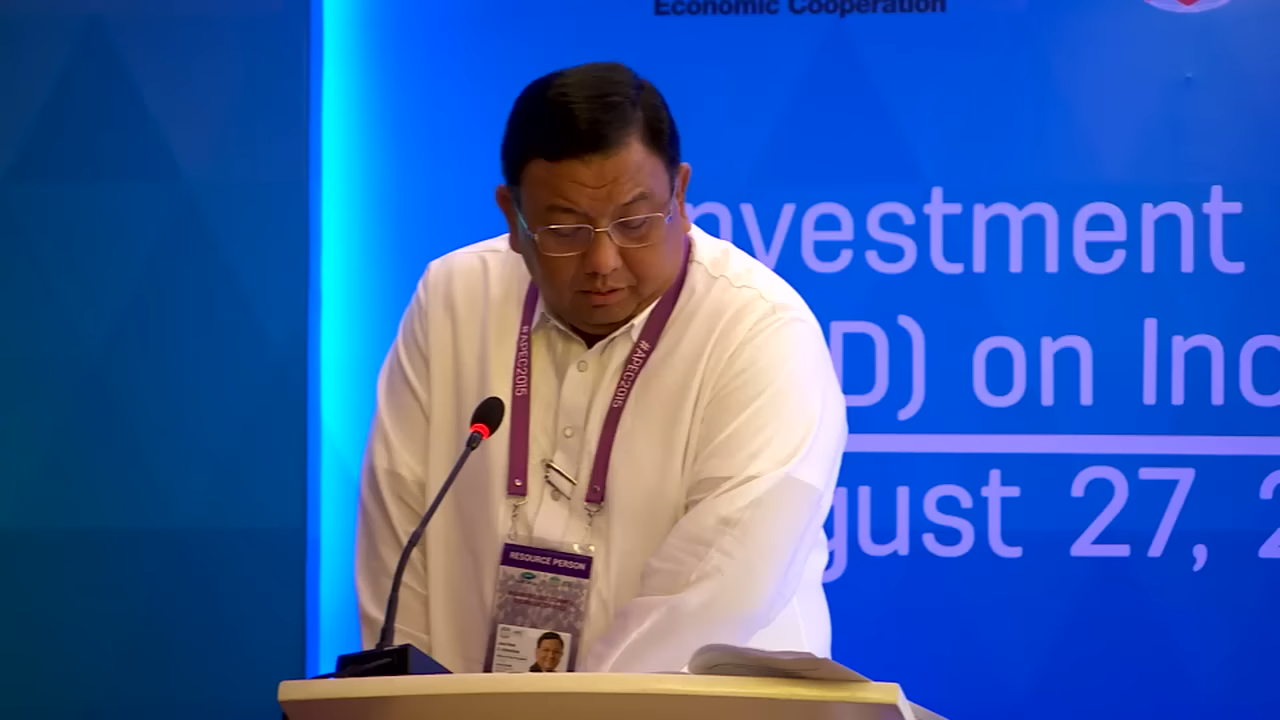 Economic Cooperation
nvestment
D) on Inc
gust 27, 2
#APEC2015
#APEC2015
RESOURCE PERSON